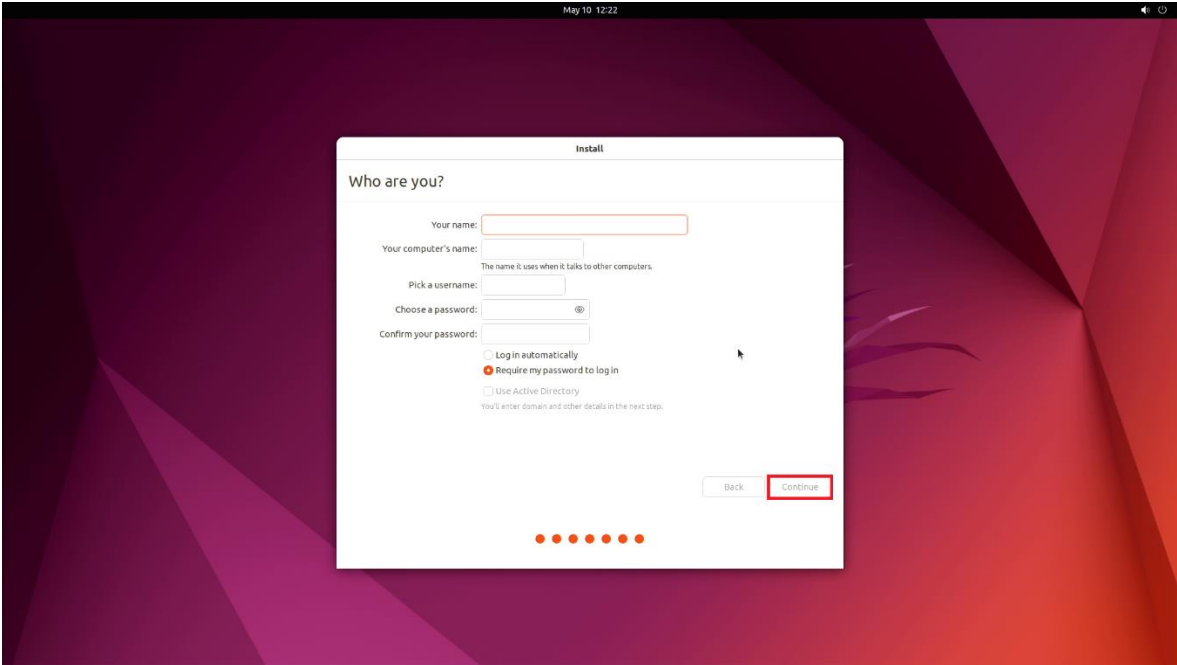 May 10 12:22
Install
Who are you?
Your name:
Your computer's name:
The name it uses when it talks to other computers.
Pick a username:
Choose a password:
Confirm your password:
Log in automatically
Require my password to log in
Use Active Directory
You'll enter domain and other details in the next step.
Back Continue